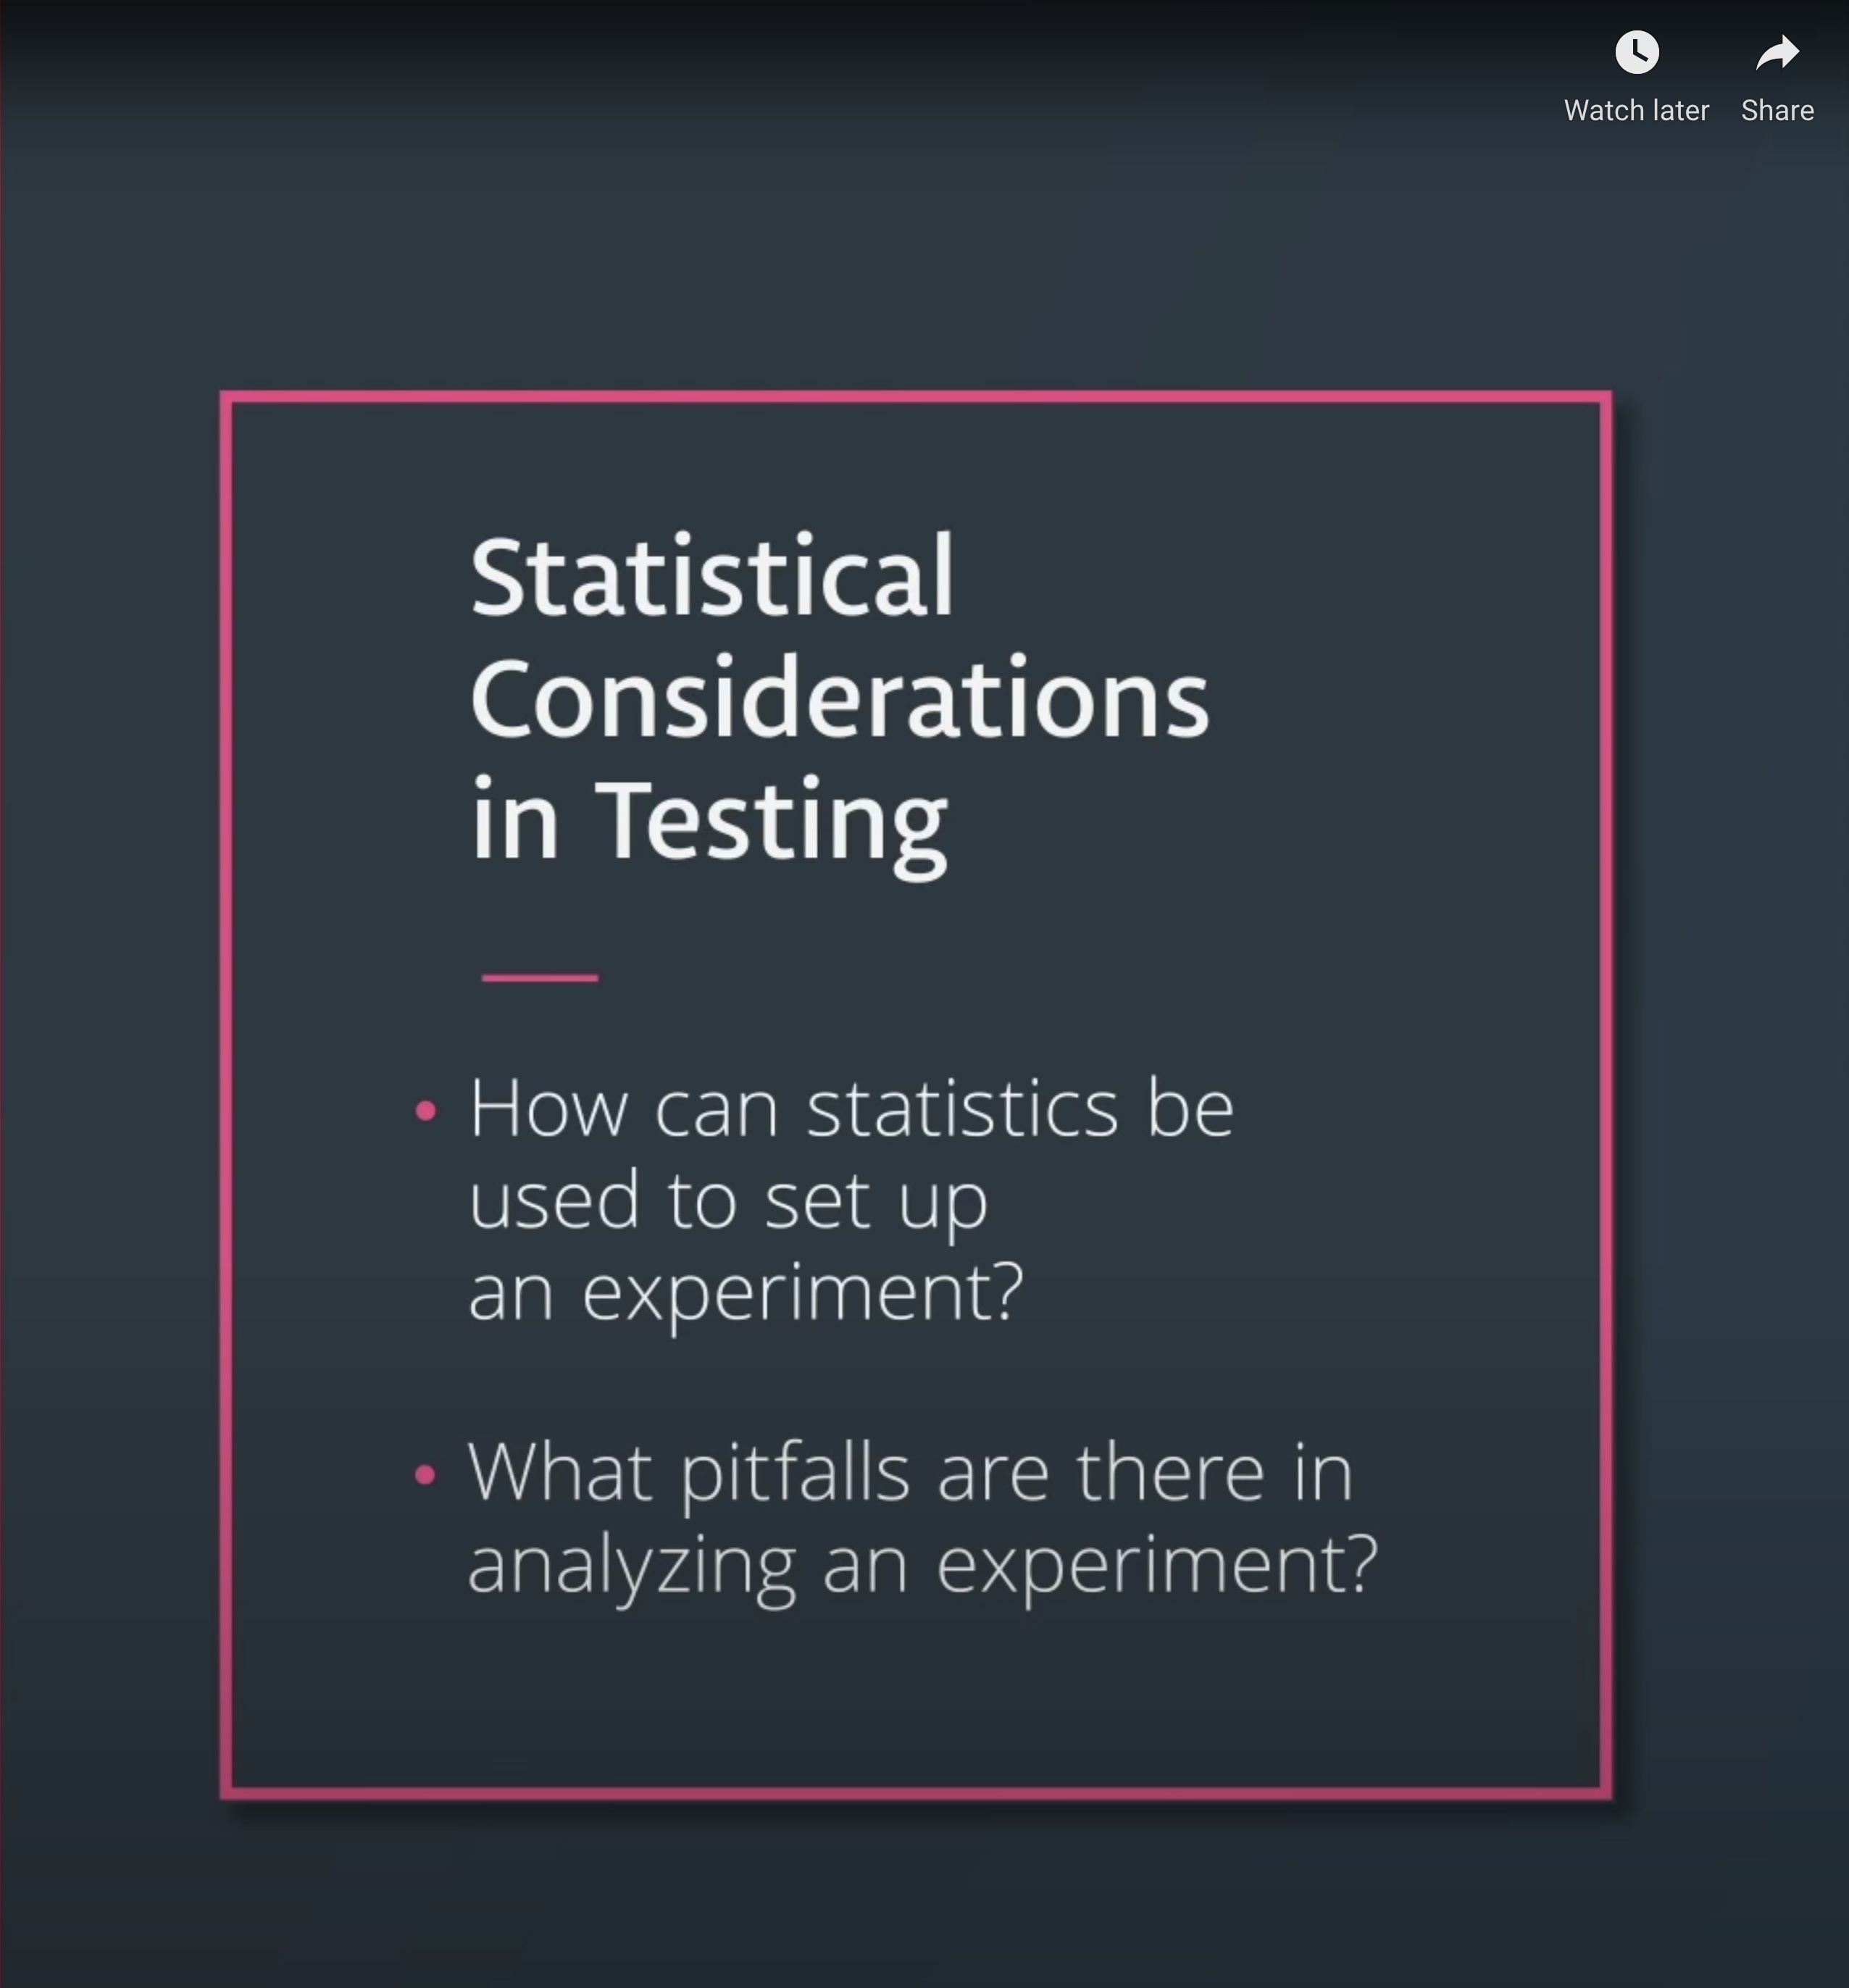 Watch later Share
Statistical
Considerations
in Testing
• How can statistics be
used to set up
an experiment?
• What pitfalls are there in
analyzing an experiment?